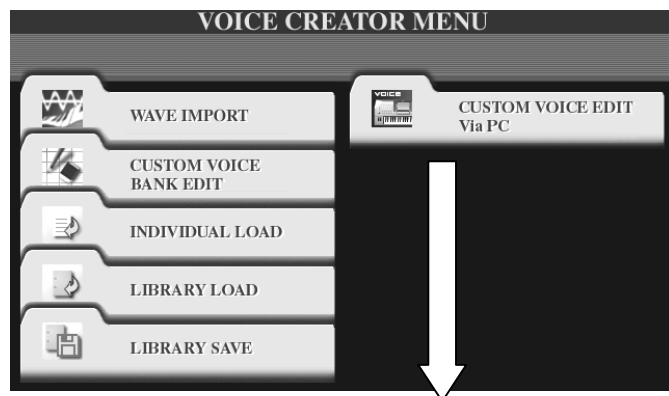 VOICE CREATOR MENU
WAVE IMPORT
CUSTOM VOICE
BANK EDIT
INDIVIDUAL LOAD
LIBRARY LOAD
LIBRARY SAVE
VOICE
CUSTOM VOICE EDIT
Via PC